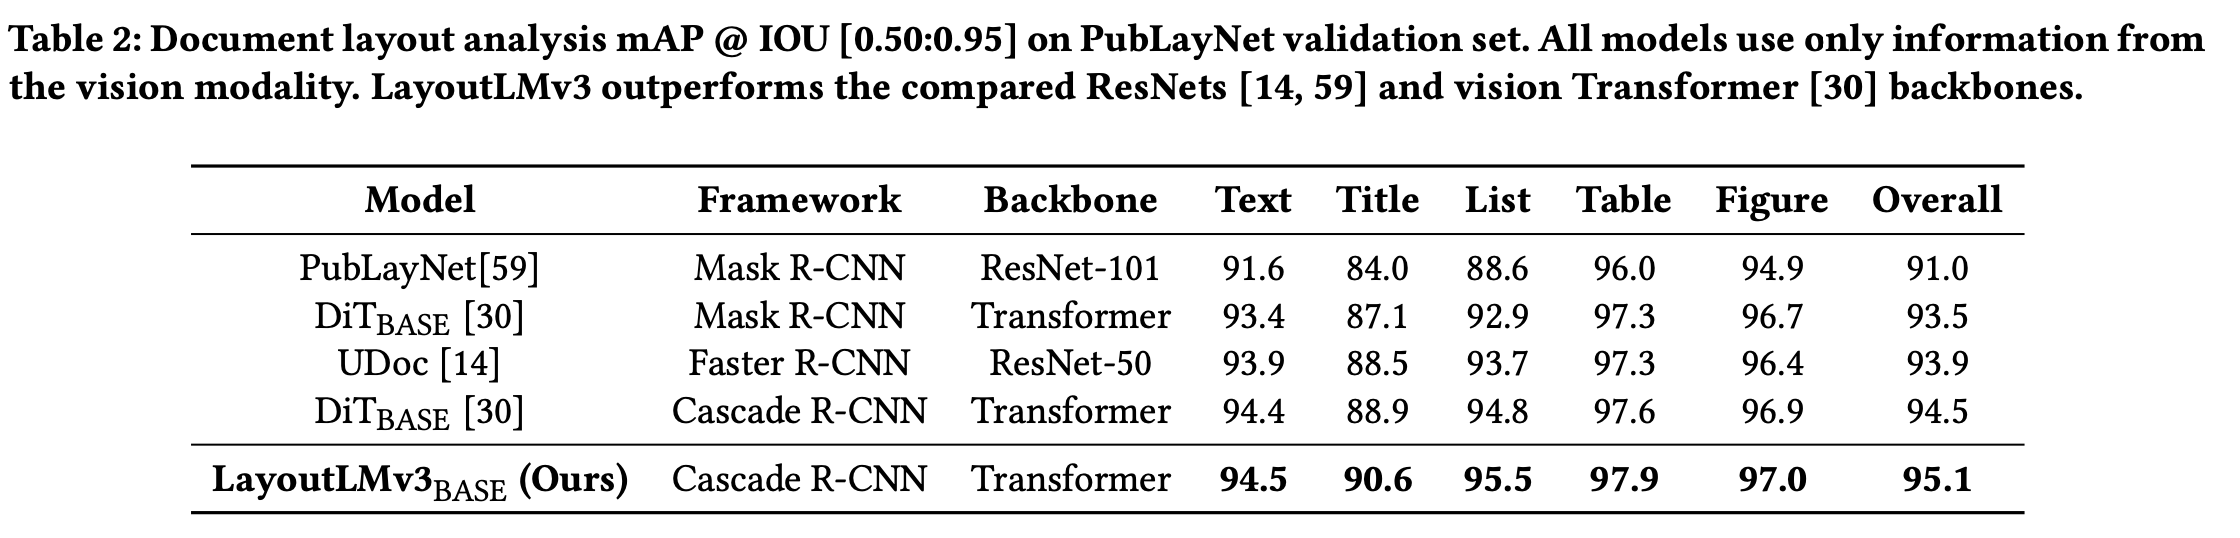 Table 2: Document layout analysis mAP @ IOU [0.50:0.95] on PubLayNet validation set. All models use only information from
the vision modality. LayoutLMv3 outperforms the compared ResNets [14, 59] and vision Transformer [30] backbones.
Model Framework Backbone Text Title List Table Figure Overall
PubLayNet[59] Mask R-CNN ResNet-101 91.6 84.0 88.6 96.0 94.9 91.0
DiTBASE [30] Mask R-CNN Transformer 93.4 87.1 92.9 97.3 96.7 93.5
UDoc [14] Faster R-CNN ResNet-50 93.9 88.5 93.7 97.3 96.4 93.9
DiTBASE [30] Cascade R-CNN Transformer 94.4 88.9 94.8 97.6 96.9 94.5
LayoutLMv3BASE (Ours) Cascade R-CNN Transformer 94.5 90.6 95.5 97.9 97.0 95.1